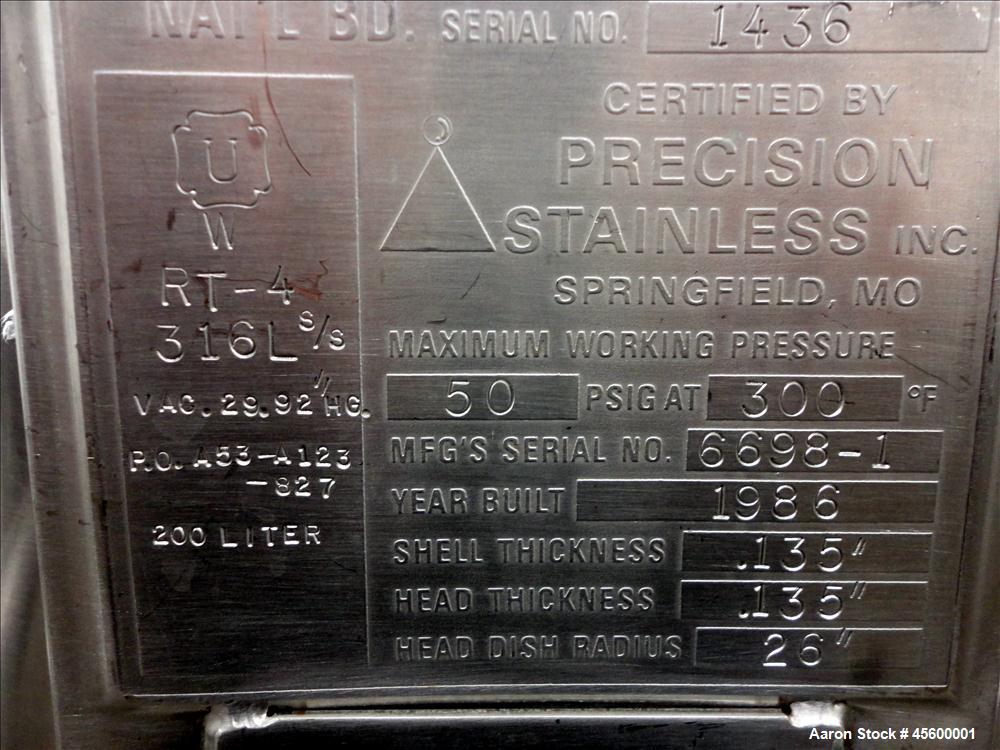 NAT'L BD. SERIAL NO. 1436
U
W
RT-4
316L S/S
VAC. 29.92" HG.
P.O. A53-A123
-827
200 LITER
CERTIFIED BY
PRECISION
STAINLESS INC.
SPRINGFIELD, MO
MAXIMUM WORKING PRESSURE
50 PSIG AT 300 °F
MFG'S SERIAL NO. 6698-1
YEAR BUILT 1986
SHELL THICKNESS .135"
HEAD THICKNESS .135"
HEAD DISH RADIUS 26"
Aaron Stock # 45600001